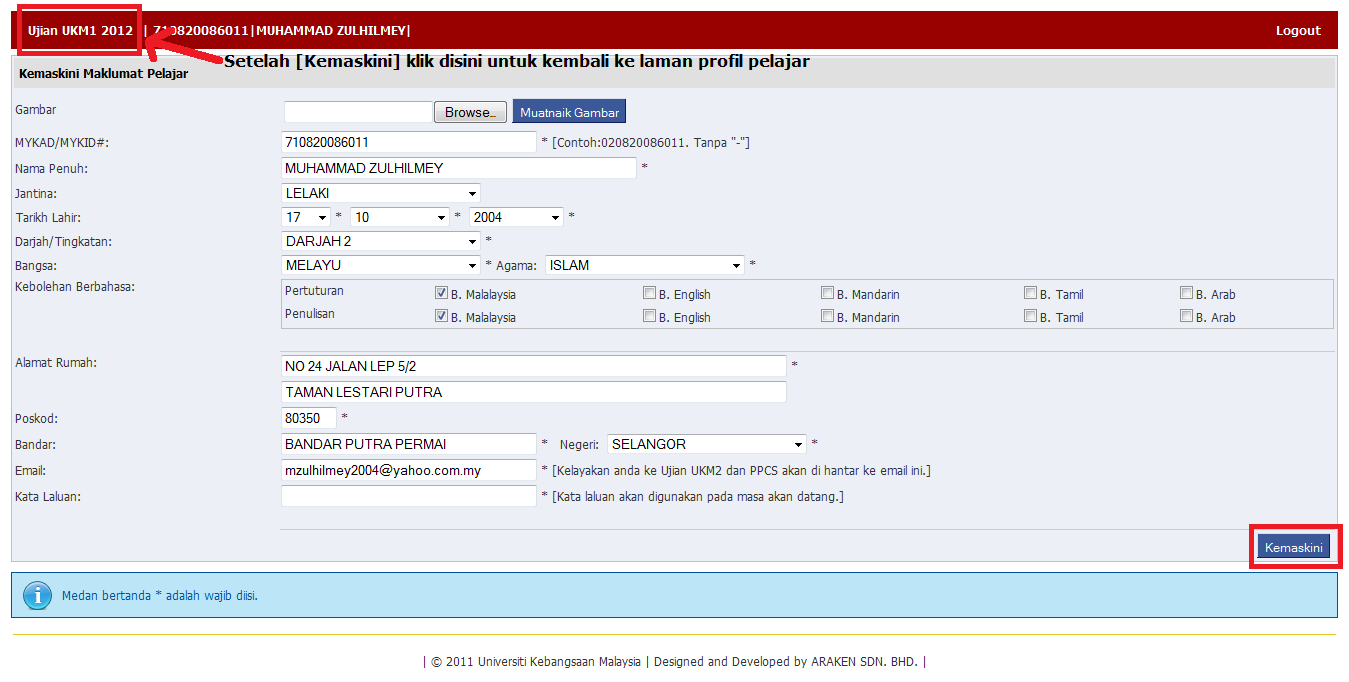 Ujian UKM1 2012 | 710820086011|MUHAMMAD ZULHILMEY| Logout
Setelah [Kemaskini] klik disini untuk kembali ke laman profil pelajar
Kemaskini Maklumat Pelajar
Gambar Browse... Muatnaik Gambar
MYKAD/MYKID#: 710820086011 * [Contoh:020820086011. Tanpa "-"]
Nama Penuh: MUHAMMAD ZULHILMEY *
Jantina: LELAKI
Tarikh Lahir: 17 * 10 * 2004 *
Darjah/Tingkatan: DARJAH 2 *
Bangsa: MELAYU * Agama: ISLAM *
Kebolehan Berbahasa: Pertuturan B. Malalaysia B. English B. Mandarin B. Tamil B. Arab
Penulisan B. Malalaysia B. English B. Mandarin B. Tamil B. Arab
Alamat Rumah: NO 24 JALAN LEP 5/2 *
TAMAN LESTARI PUTRA
Poskod: 80350 *
Bandar: BANDAR PUTRA PERMAI * Negeri: SELANGOR *
Email: mzulhilmey2004@yahoo.com.my * [Kelayakan anda ke Ujian UKM2 dan PPCS akan di hantar ke email ini.]
Kata Laluan: * [Kata laluan akan digunakan pada masa akan datang.]
Kemaskini
Medan bertanda * adalah wajib diisi.
| © 2011 Universiti Kebangsaan Malaysia | Designed and Developed by ARAKEN SDN. BHD. |